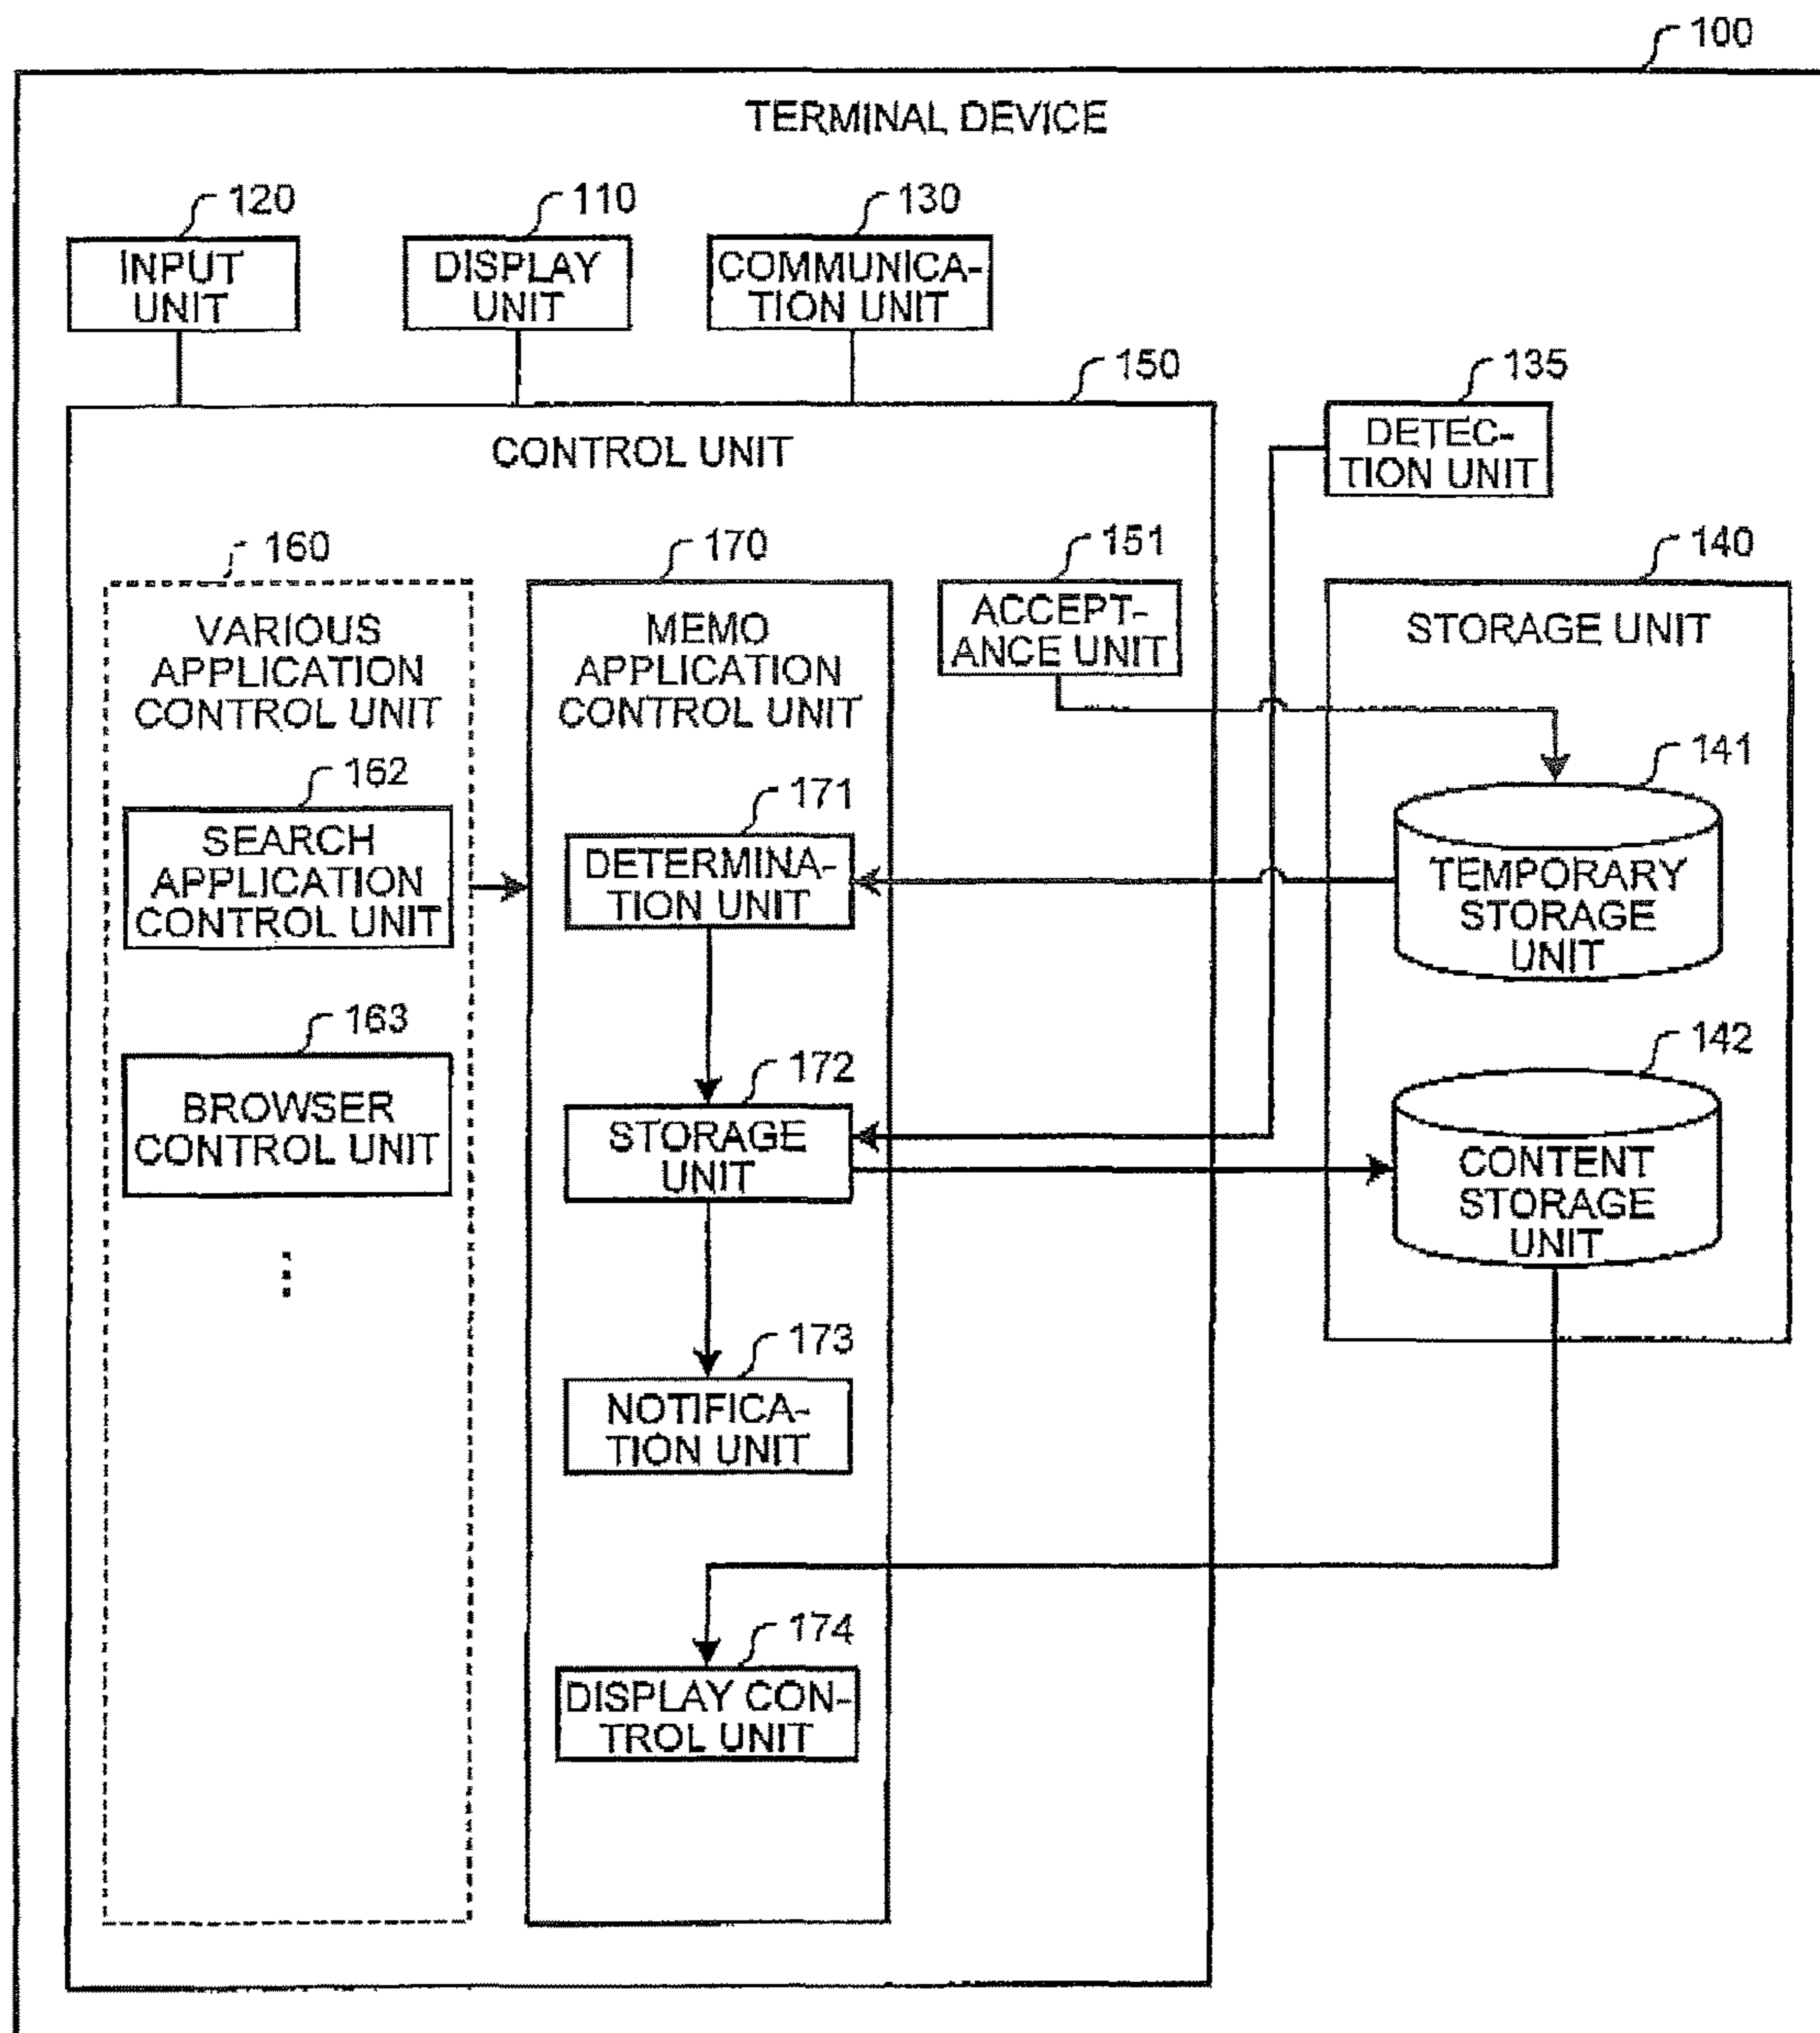 100
TERMINAL DEVICE
120
110
130
INPUT
UNIT
DISPLAY
UNIT
COMMUNICA-
TION UNIT
150
135
CONTROL UNIT
DETEC-
TION UNIT
160
170
151
140
VARIOUS
APPLICATION
CONTROL UNIT
MEMO
APPLICATION
CONTROL UNIT
ACCEPT-
ANCE UNIT
STORAGE UNIT
162
171
141
SEARCH
APPLICATION
CONTROL UNIT
DETERMINA-
TION UNIT
TEMPORARY
STORAGE
UNIT
163
172
142
BROWSER
CONTROL UNIT
STORAGE
UNIT
CONTENT
STORAGE
UNIT
173
NOTIFICA-
TION UNIT
174
DISPLAY CON-
TROL UNIT